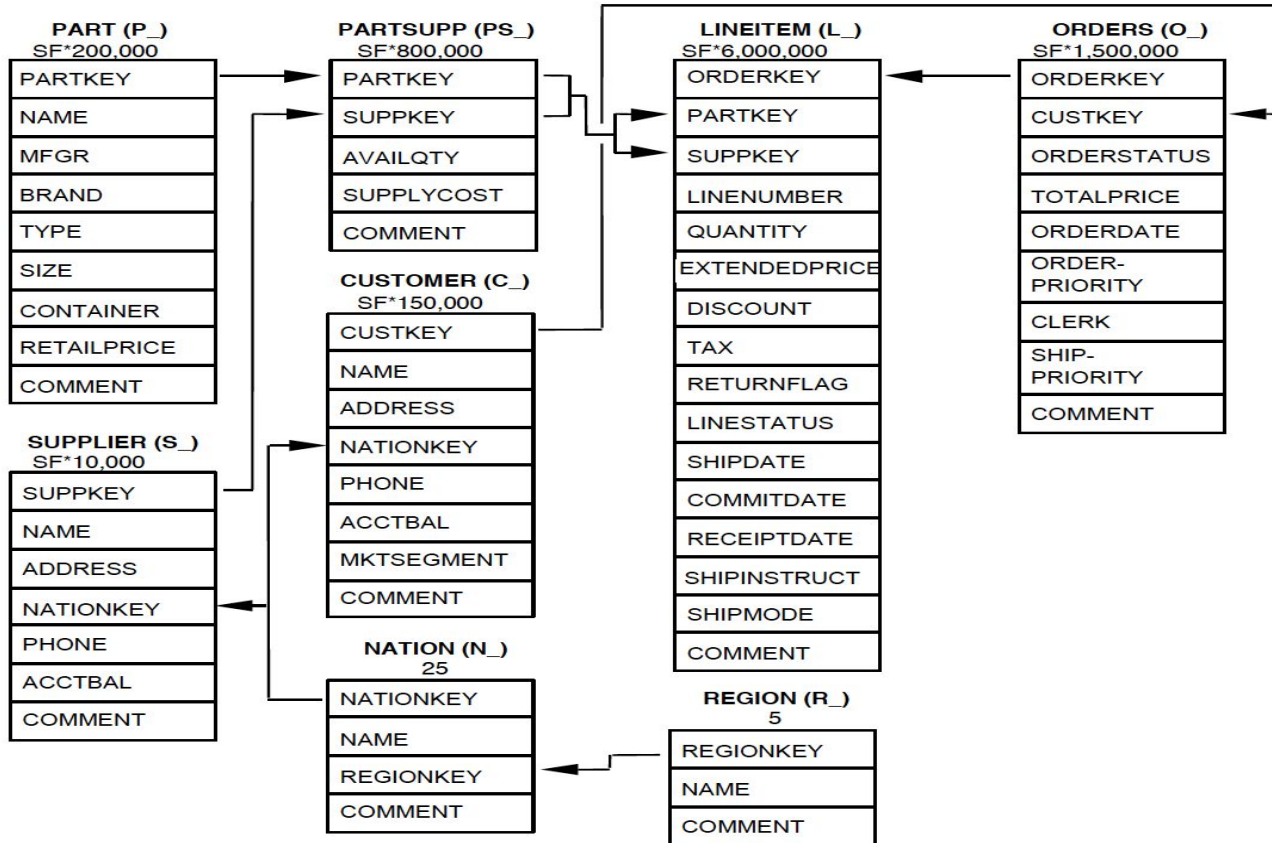 PART (P_)
SF*200,000
PARTKEY
NAME
MFGR
BRAND
TYPE
SIZE
CONTAINER
RETAILPRICE
COMMENT
SUPPLIER (S_)
SF*10,000
SUPPKEY
NAME
ADDRESS
NATIONKEY
PHONE
ACCTBAL
COMMENT
PARTSUPP (PS_)
SF*800,000
PARTKEY
SUPPKEY
AVAILQTY
SUPPLYCOST
COMMENT
CUSTOMER (C_)
SF*150,000
CUSTKEY
NAME
ADDRESS
NATIONKEY
PHONE
ACCTBAL
MKTSEGMENT
COMMENT
NATION (N_)
25
NATIONKEY
NAME
REGIONKEY
COMMENT
LINEITEM (L_)
SF*6,000,000
ORDERKEY
PARTKEY
SUPPKEY
LINENUMBER
QUANTITY
EXTENDEDPRICE
DISCOUNT
TAX
RETURNFLAG
LINESTATUS
SHIPDATE
COMMITDATE
RECEIPTDATE
SHIPINSTRUCT
SHIPMODE
COMMENT
REGION (R_)
5
REGIONKEY
NAME
COMMENT
ORDERS (O_)
SF*1,500,000
ORDERKEY
CUSTKEY
ORDERSTATUS
TOTALPRICE
ORDERDATE
ORDER-
PRIORITY
CLERK
SHIP-
PRIORITY
COMMENT